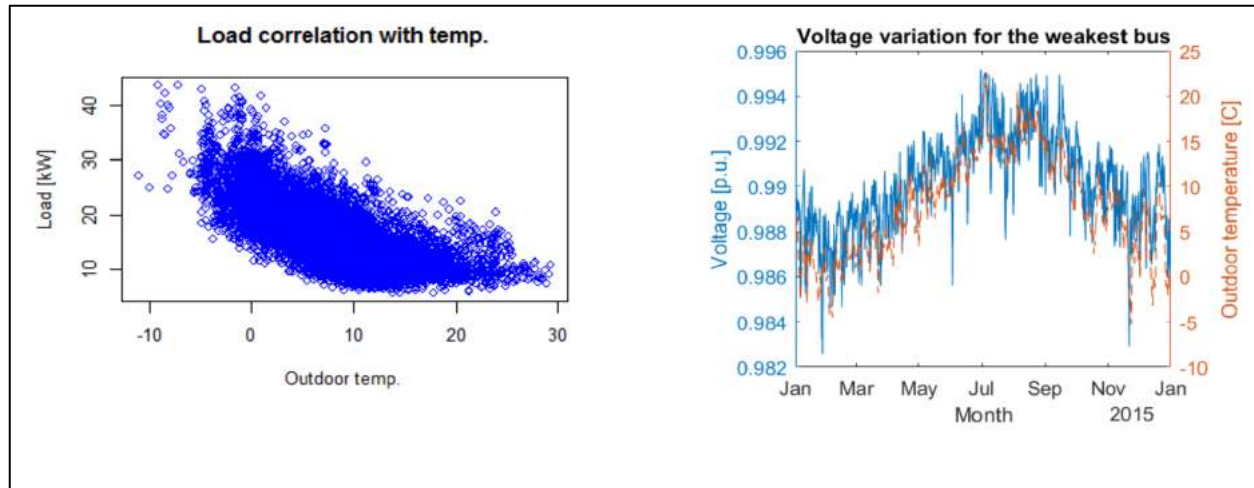 Load correlation with temp.
Load [kW]
40
30
20
10
-10 0 10 20 30
Outdoor temp.
Voltage variation for the weakest bus
Voltage [p.u.]
0.996
0.994
0.992
0.99
0.988
0.986
0.984
0.982
25
20
15
10
5
0
-5
-10
Outdoor temperature [C]
Jan Mar May Jul Sep Nov Jan
Month 2015